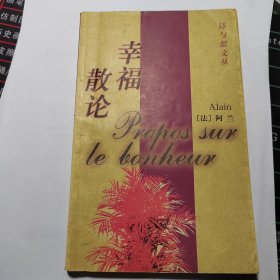 诗与思文丛
幸福
散论
Alain
[法] 阿 兰
Propos sur
le bonheur